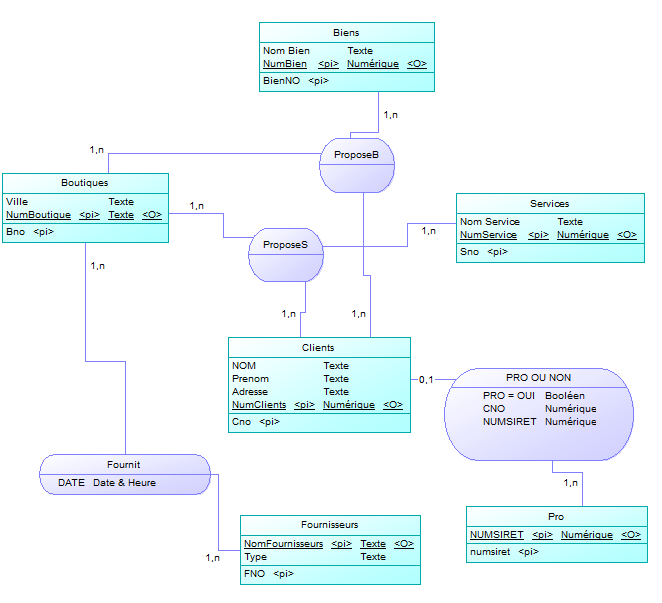 Biens
Nom Bien Texte
NumBien <pi> Numérique <O>
BienNO <pi>
1,n
ProposeB
1,n
Boutiques
Ville Texte
NumBoutique <pi> Texte <O>
Bno <pi>
1,n
ProposeS
Services
Nom Service Texte
NumService <pi> Numérique <O>
Sno <pi>
1,n
1,n
1,n
1,n
Clients
NOM Texte
Prenom Texte
Adresse Texte
NumClients <pi> Numérique <O>
Cno <pi>
0,1
PRO OU NON
PRO = OUI Booléen
CNO Numérique
NUMSIRET Numérique
Fournit
DATE Date & Heure
1,n
Pro
NUMSIRET <pi> Numérique <O>
numsiret <pi>
Fournisseurs
NomFournisseurs <pi> Texte <O>
Type Texte
FNO <pi>
1,n